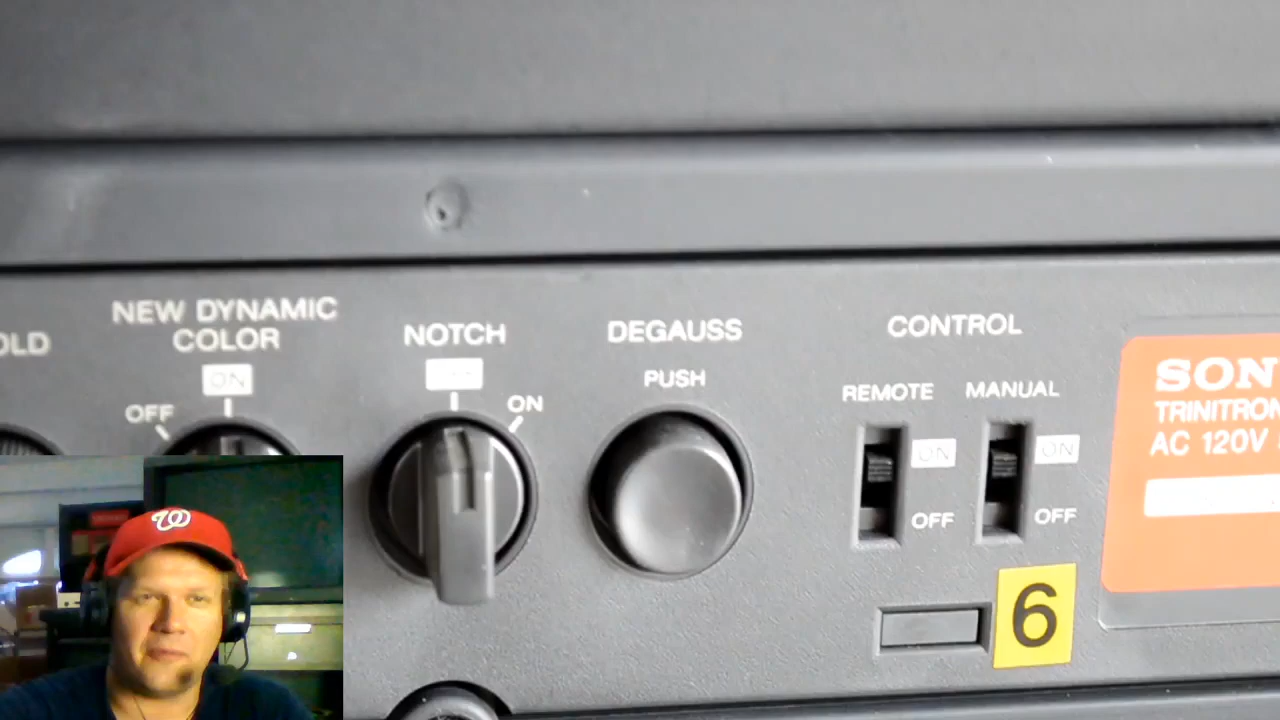 OLD
NEW DYNAMIC
COLOR
ON
OFF
NOTCH
ON
DEGAUSS
PUSH
CONTROL
REMOTE
MANUAL
ON
ON
OFF
OFF
6
SON
TRINITRON
AC 120V
W